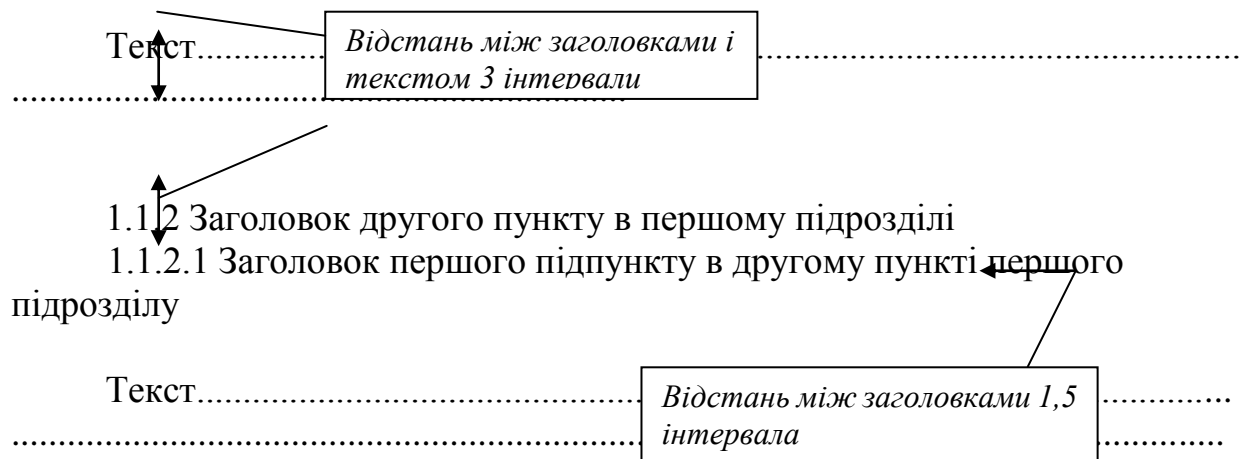 Текст..............................
Відстань між заголовками і
текстом 3 інтервали
..............................
1.1.2 Заголовок другого пункту в першому підрозділі
1.1.2.1 Заголовок першого підпункту в другому пункті першого
підрозділу
Текст..............................
Відстань між заголовками 1,5
інтервала
..............................